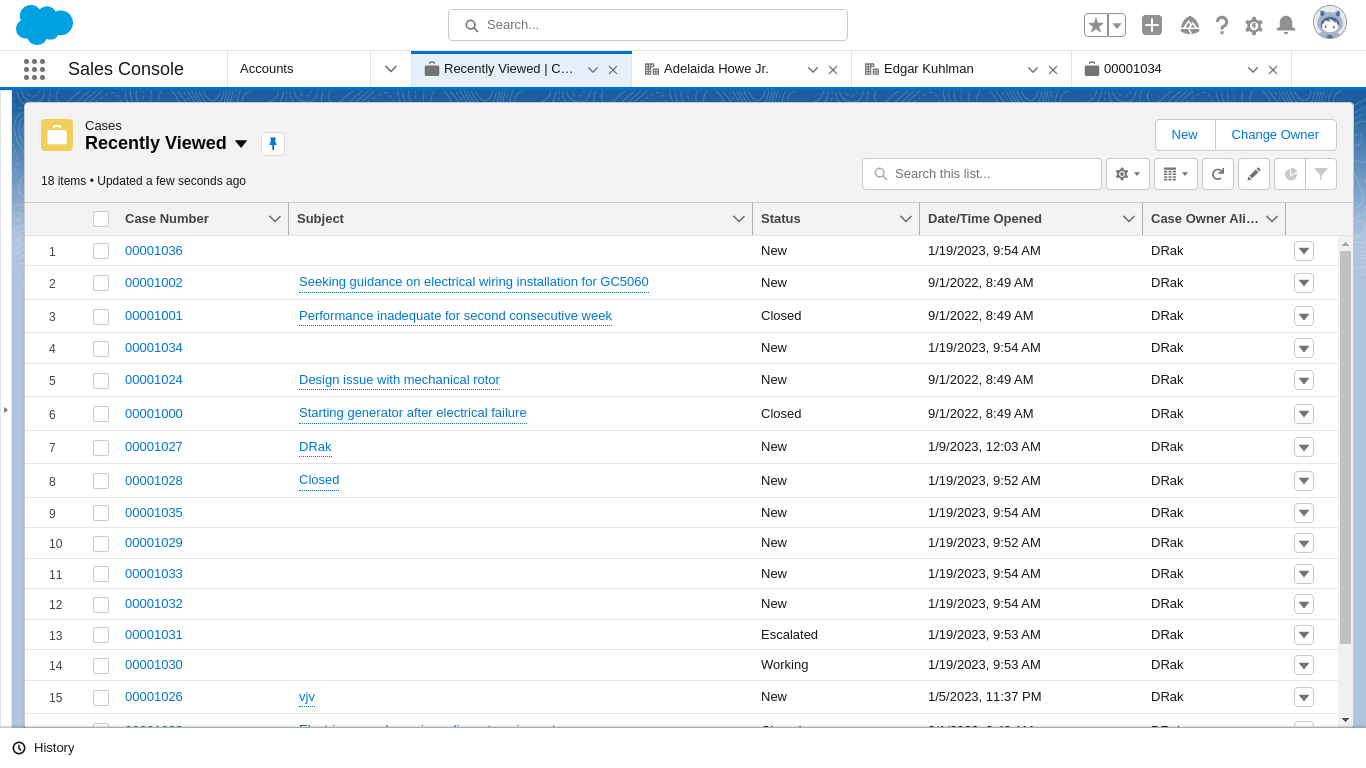 Search...
Sales Console
Accounts
Recently Viewed | C…
Adelaida Howe Jr.
Edgar Kuhlman
00001034
Cases
Recently Viewed
New
Change Owner
18 items • Updated a few seconds ago
Search this list...
Case Number Subject Status Date/Time Opened Case Owner Ali…
1 00001036 New 1/19/2023, 9:54 AM DRak
2 00001002 Seeking guidance on electrical wiring installation for GC5060 New 9/1/2022, 8:49 AM DRak
3 00001001 Performance inadequate for second consecutive week Closed 9/1/2022, 8:49 AM DRak
4 00001034 New 1/19/2023, 9:54 AM DRak
5 00001024 Design issue with mechanical rotor New 9/1/2022, 8:49 AM DRak
6 00001000 Starting generator after electrical failure Closed 9/1/2022, 8:49 AM DRak
7 00001027 DRak New 1/9/2023, 12:03 AM DRak
8 00001028 Closed New 1/19/2023, 9:52 AM DRak
9 00001035 New 1/19/2023, 9:54 AM DRak
10 00001029 New 1/19/2023, 9:52 AM DRak
11 00001033 New 1/19/2023, 9:54 AM DRak
12 00001032 New 1/19/2023, 9:54 AM DRak
13 00001031 Escalated 1/19/2023, 9:53 AM DRak
14 00001030 Working 1/19/2023, 9:53 AM DRak
15 00001026 vjv New 1/5/2023, 11:37 PM DRak
History